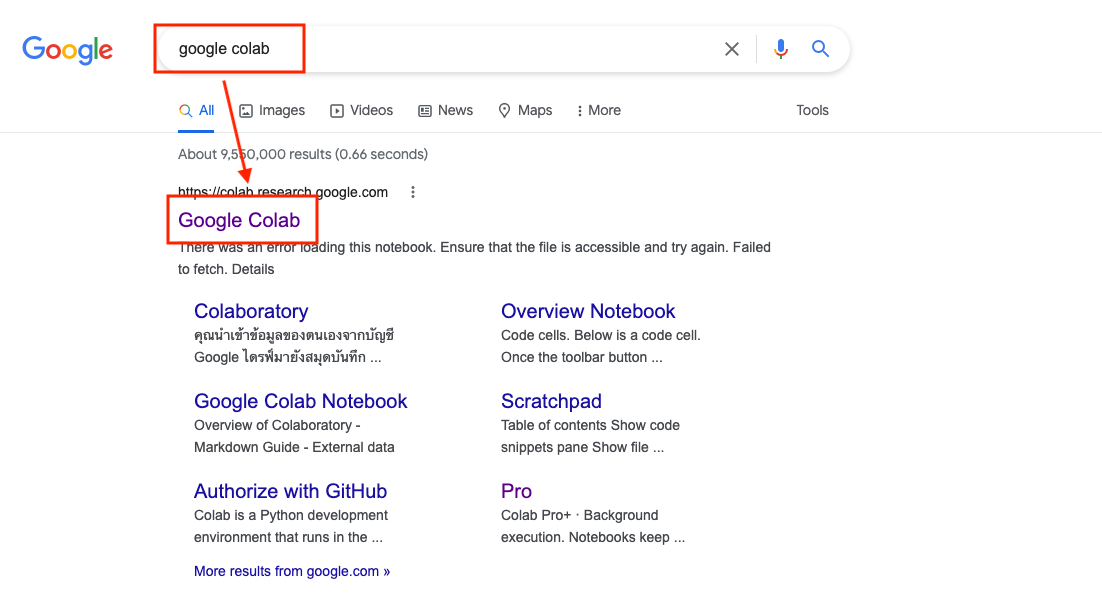 Google
google colab
All Images Videos News Maps More Tools
About 9,550,000 results (0.66 seconds)
https://colab.research.google.com
Google Colab
There was an error loading this notebook. Ensure that the file is accessible and try again. Failed
to fetch. Details
Colaboratory
คุณนําเข้าข้อมูลของตนเองจากบัญชี
Google ไดรฟ์มายังสมุดบันทึก ...
Overview Notebook
Code cells. Below is a code cell.
Once the toolbar button ...
Google Colab Notebook
Overview of Colaboratory -
Markdown Guide - External data
Scratchpad
Table of contents Show code
snippets pane Show file ...
Authorize with GitHub
Colab is a Python development
environment that runs in the ...
Pro
Colab Pro+ · Background
execution. Notebooks keep ...
More results from google.com »